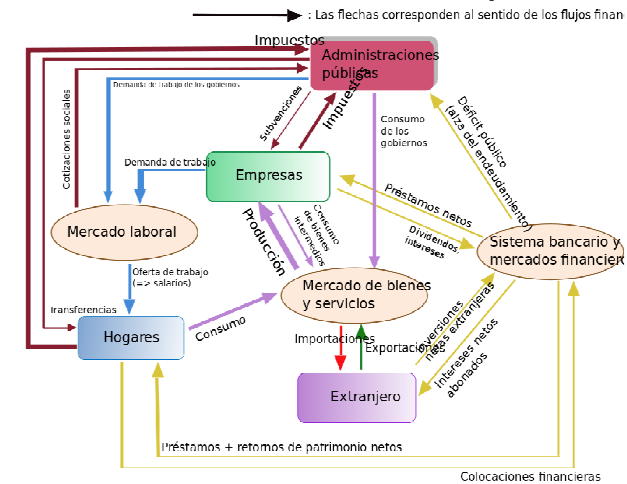 : Las flechas corresponden al sentido de los flujos finan
Impuestos
Administraciones
públicas
Demanda de trabajo de los gobiernos
Cotizaciones sociales
Subvenciones
Impuestos
Consumo
de los
gobiernos
Déficit público
(alza del endeudamiento)
Demanda de trabajo
Empresas
Préstamos netos
Dividendos,
intereses
Mercado laboral
Producción
Consumo
de bienes
intermedios
Sistema bancario y
mercados financiero
Oferta de trabajo
(=> salarios)
Mercado de bienes
y servicios
Transferencias
Hogares
Consumo
Importaciones
Exportaciones
Inversiones
netas extranjeras
Intereses netos
abonados
Extranjero
Préstamos + retornos de patrimonio netos
Colocaciones financieras